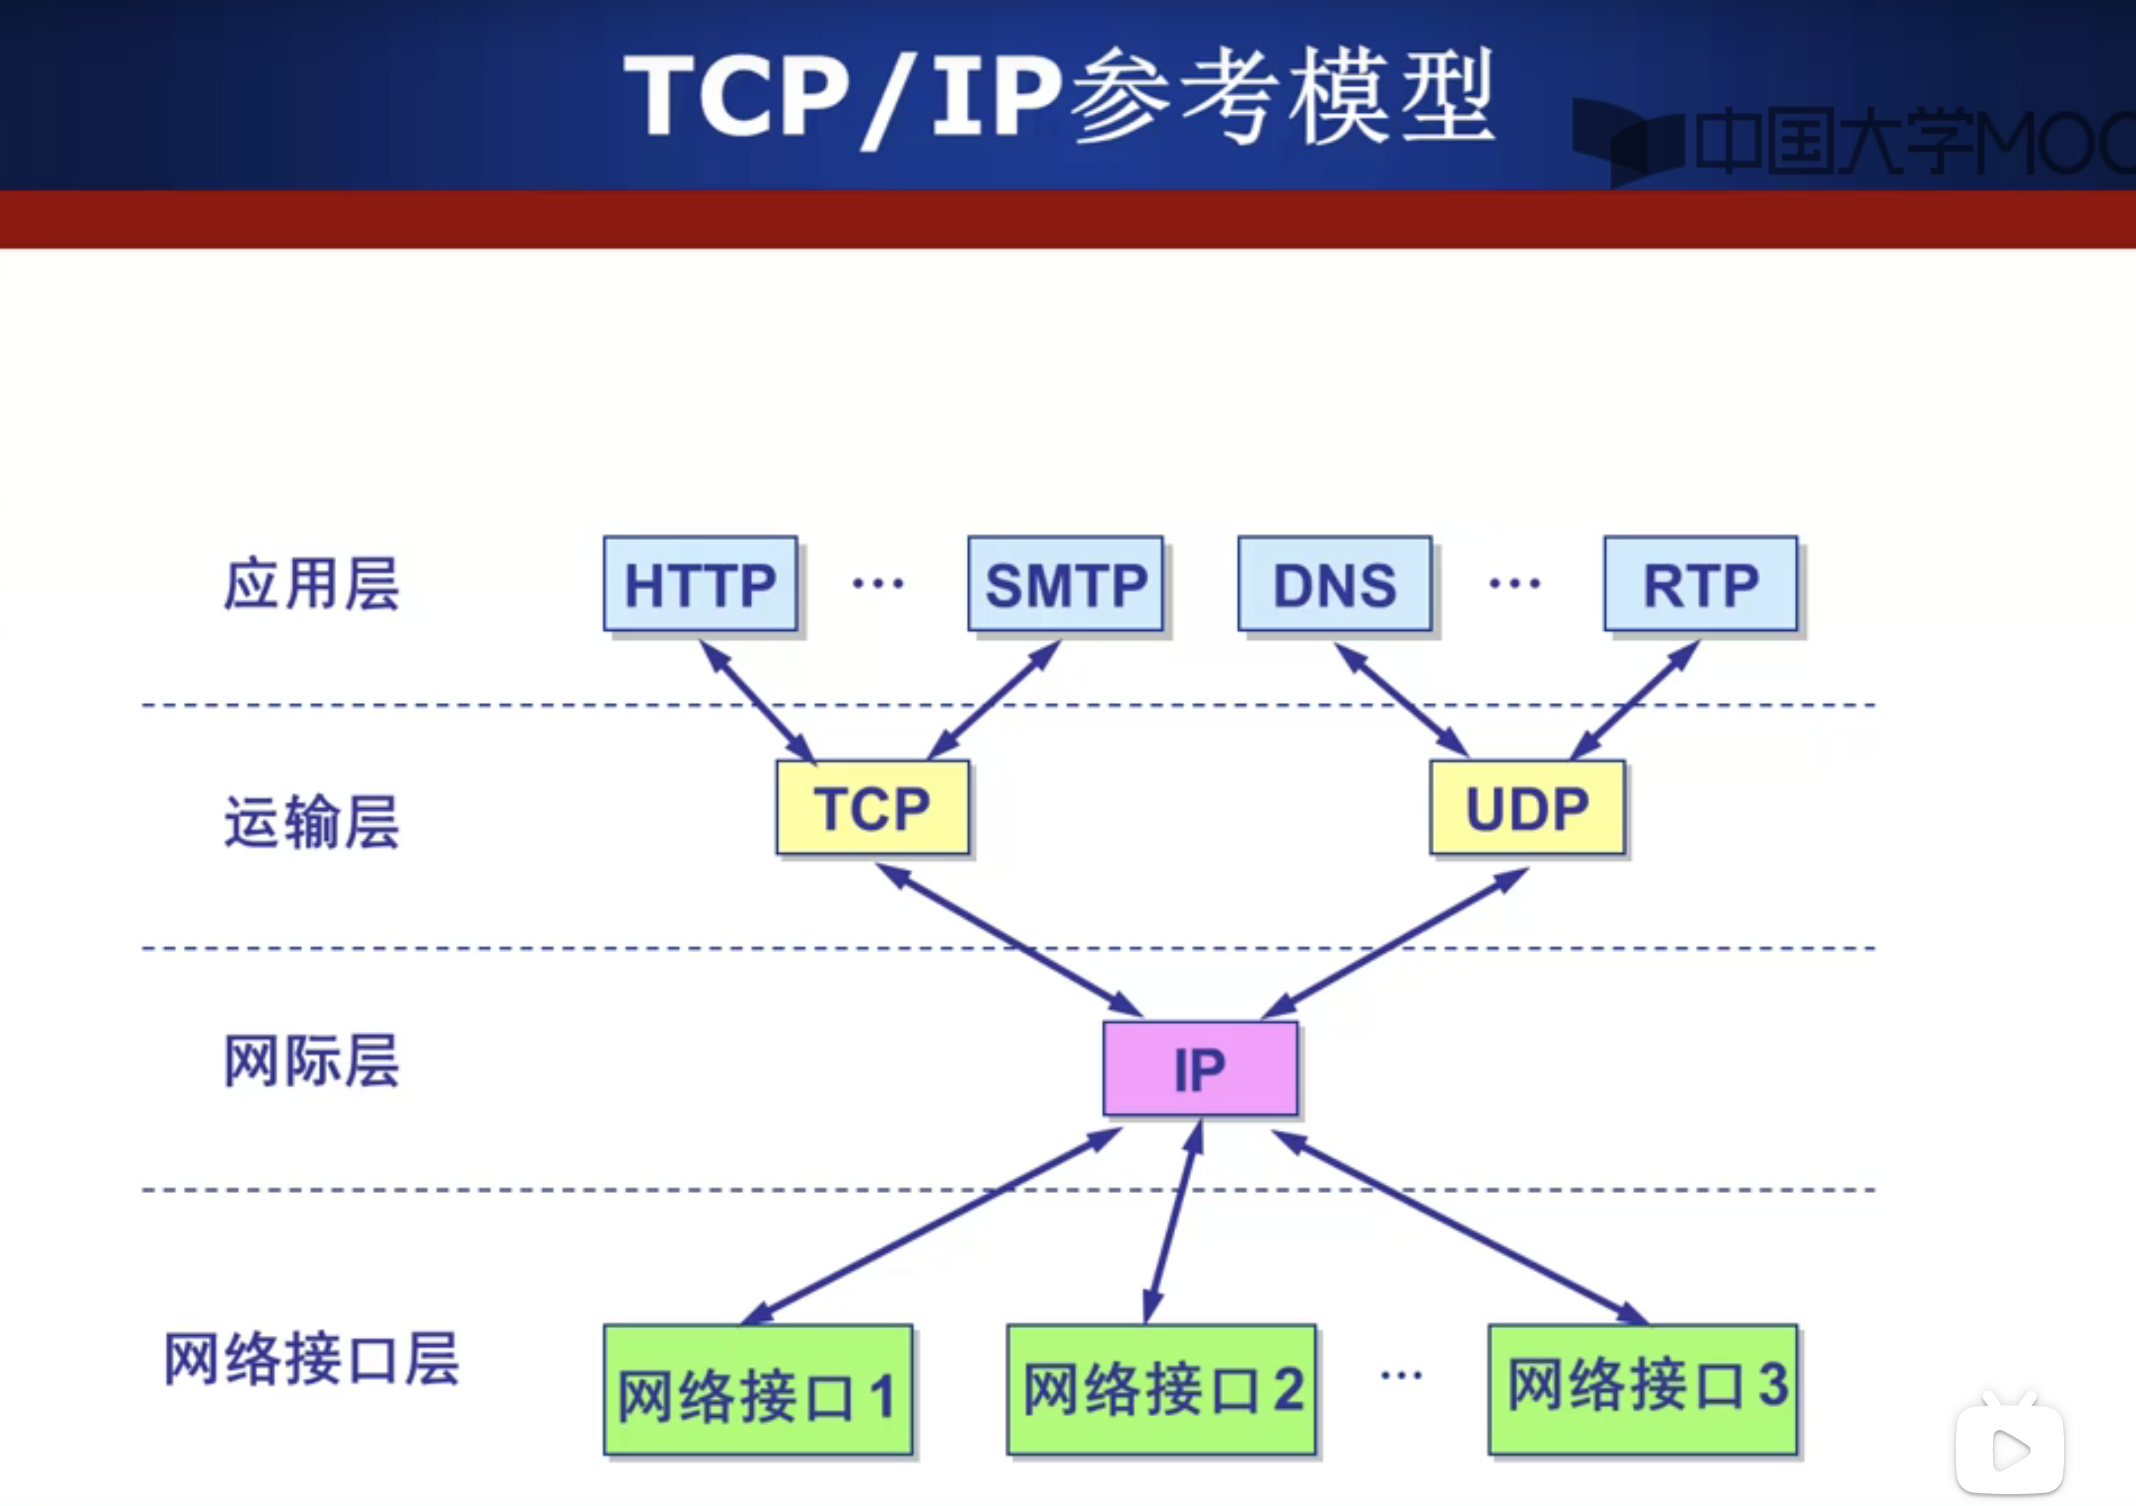 TCP/IP参考模型
中国大学MOO
应用层 HTTP … SMTP DNS … RTP
运输层 TCP UDP
网际层 IP
网络接口层 网络接口1 网络接口2 … 网络接口3